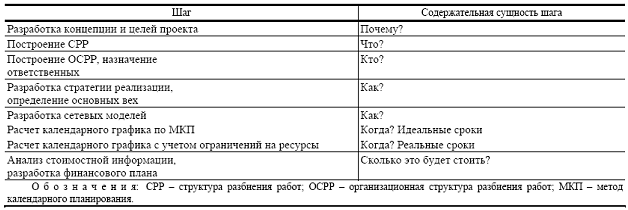 Шаг Содержательная сущность шага
Разработка концепции и целей проекта Почему?
Построение СРР Что?
Построение ОСРР, назначение Кто?
ответственных
Разработка стратегии реализации, Как?
определение основных вех
Разработка сетевых моделей Как?
Расчет календарного графика по МКП Когда? Идеальные сроки
Расчет календарного графика с учетом ограничений на ресурсы Когда? Реальные сроки
Анализ стоимостной информации, Сколько это будет стоить?
разработка финансового плана
Обозначения: СРР – структура разбиения работ; ОСРР – организационная структура разбиения работ; МКП – метод
календарного планирования.